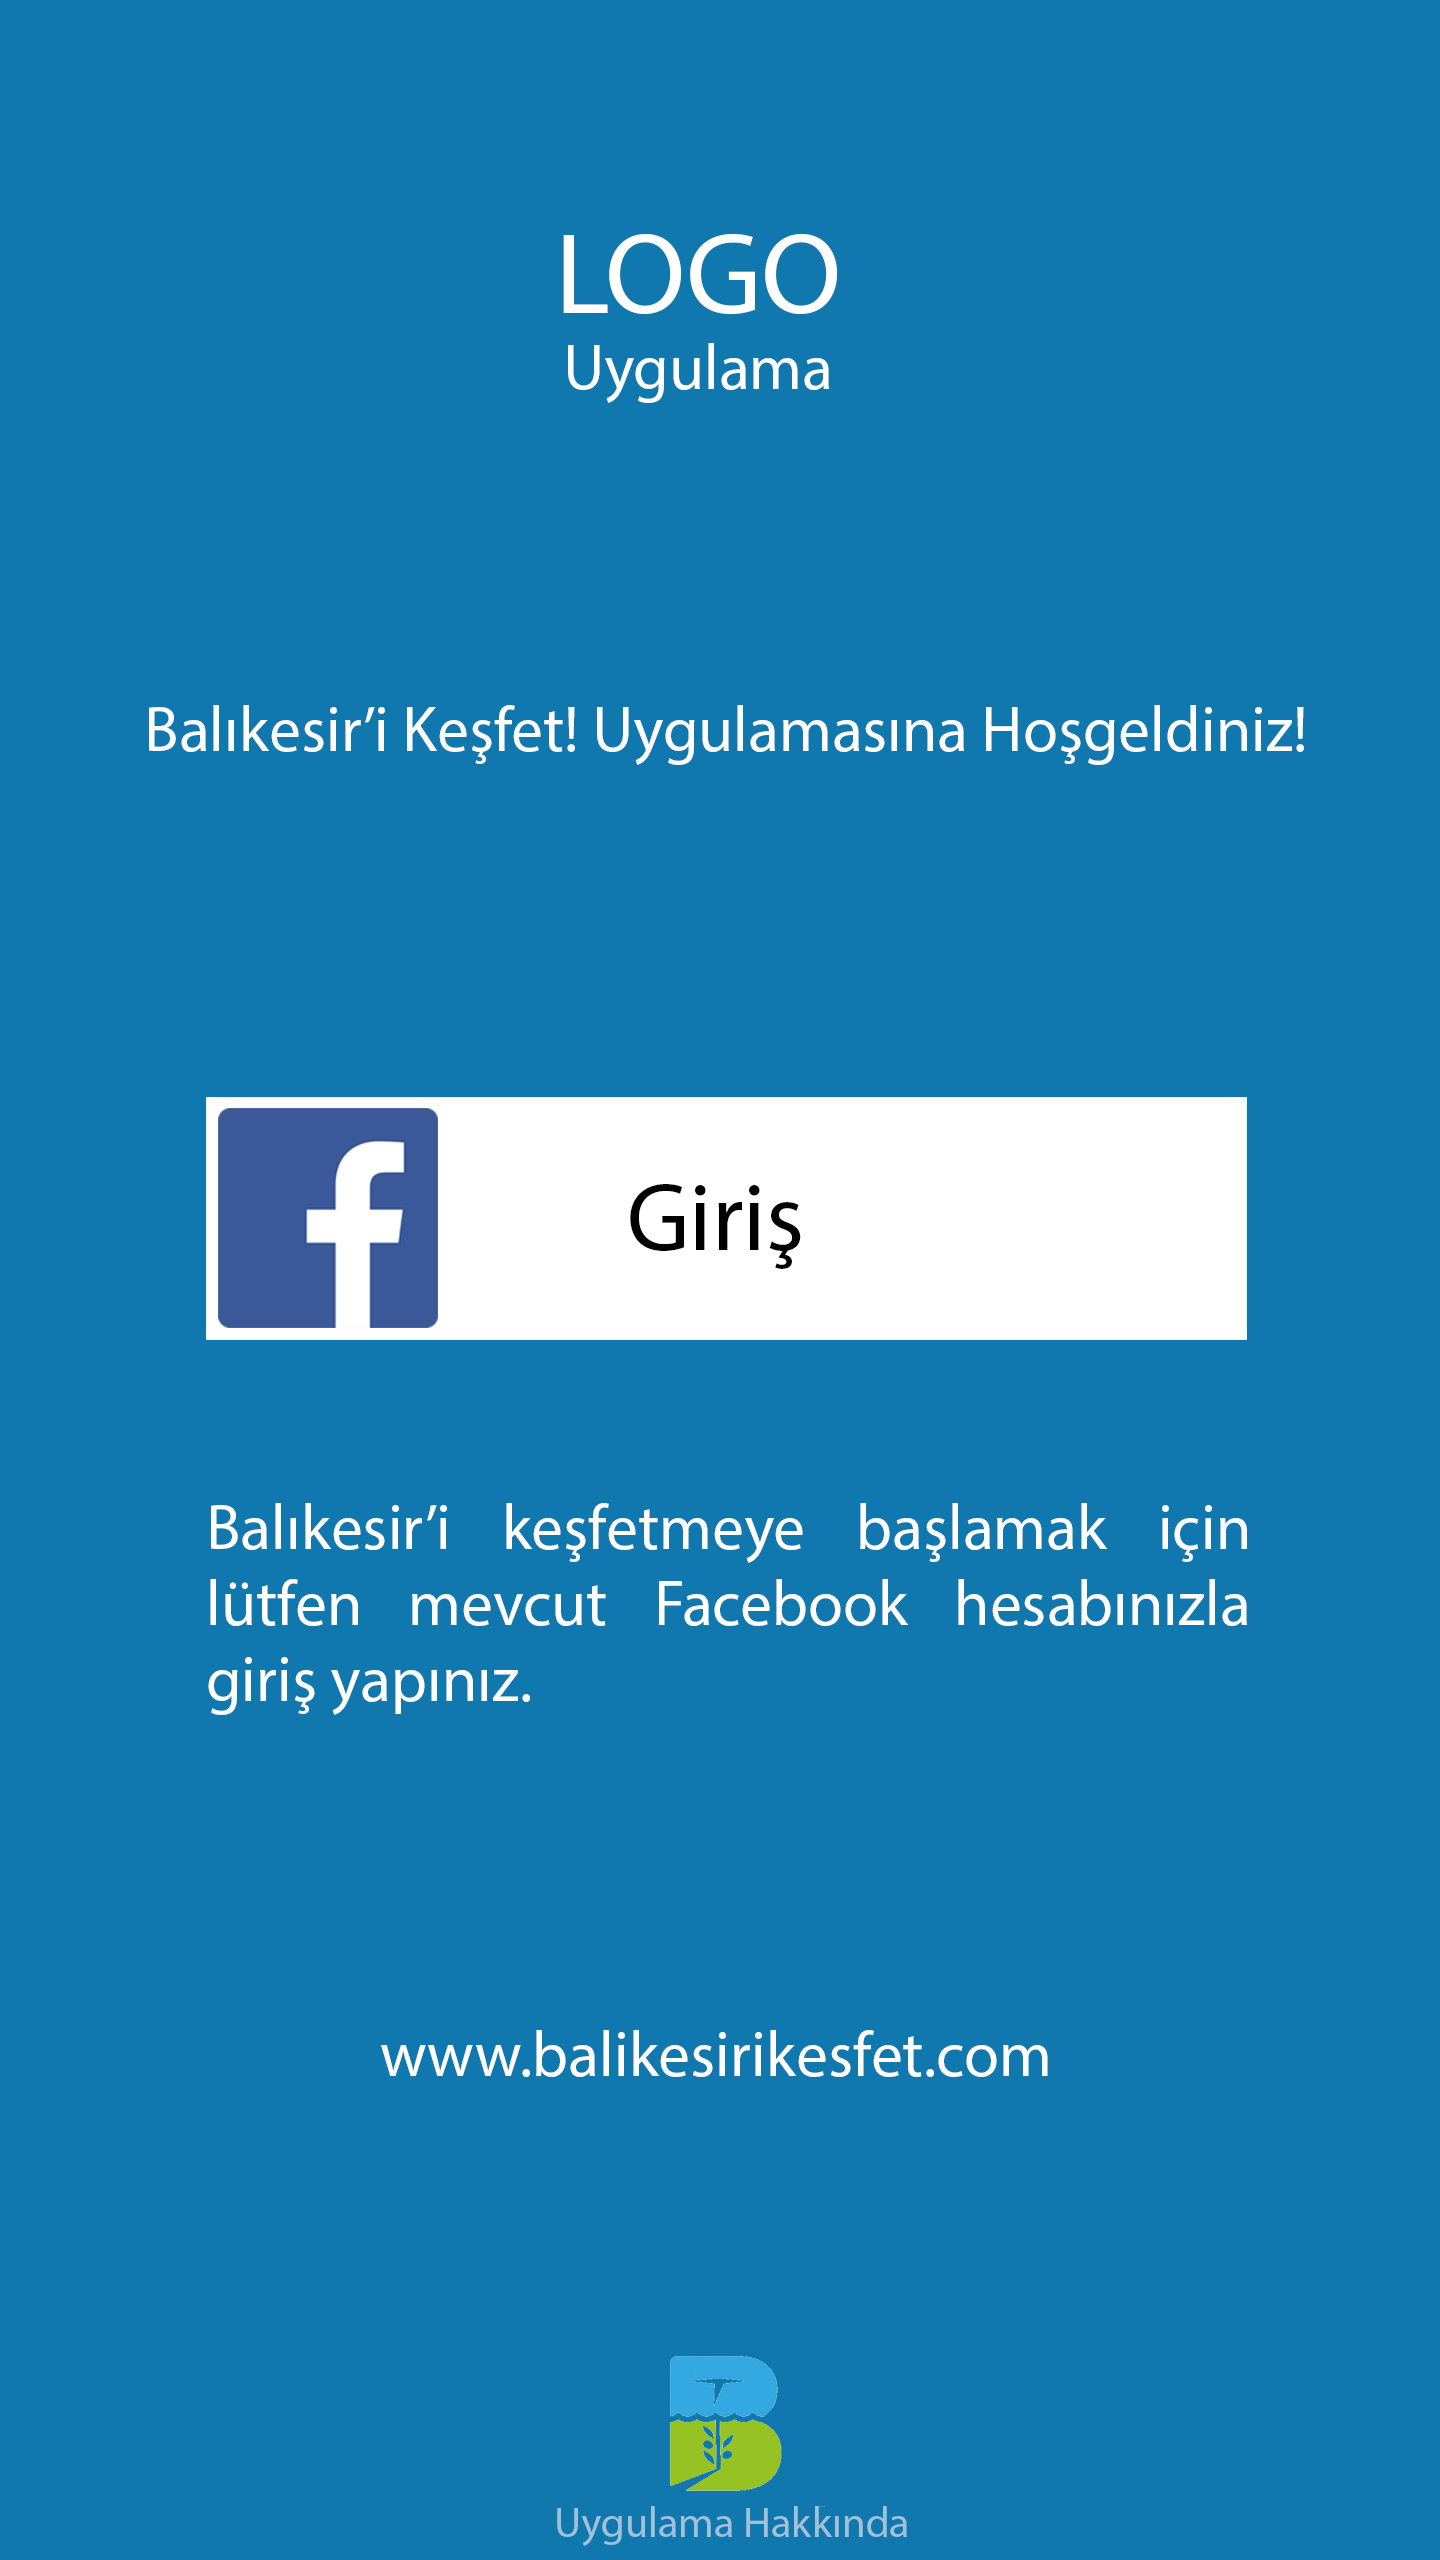 LOGO
Uygulama
Balıkesir’i Keşfet! Uygulamasına Hoşgeldiniz!
Giriş
Balıkesir’i keşfetmeye başlamak için
lütfen mevcut Facebook hesabınızla
giriş yapınız.
www.balikesirikesfet.com
Uygulama Hakkında